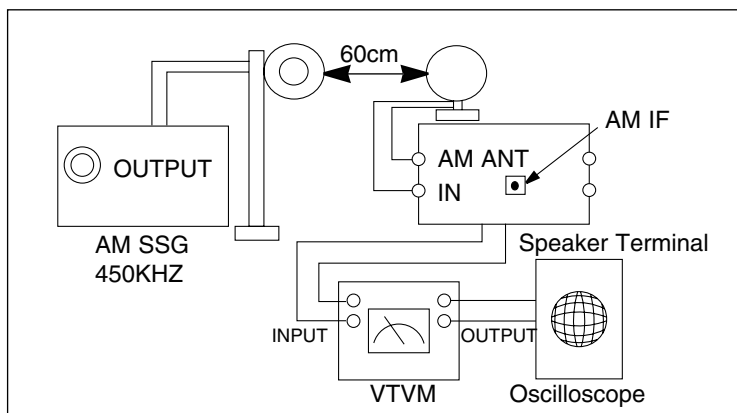 60cm
AM IF
OUTPUT
AM ANT
IN
AM SSG
450KHZ
Speaker Terminal
INPUT
OUTPUT
VTVM
Oscilloscope